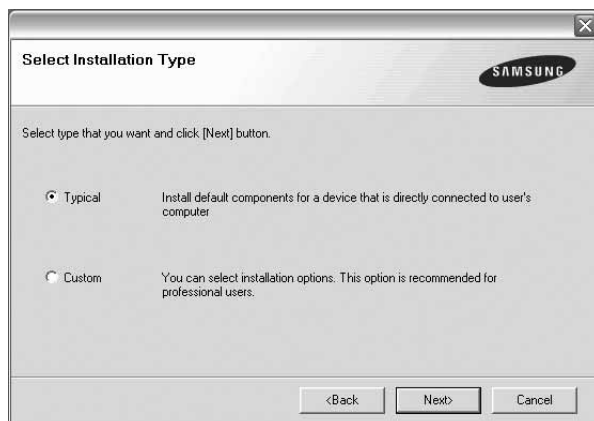 Select Installation Type
SAMSUNG
Select type that you want and click [Next] button.
Typical
Install default components for a device that is directly connected to user's
computer
Custom
You can select installation options. This option is recommended for
professional users.
<Back
Next>
Cancel